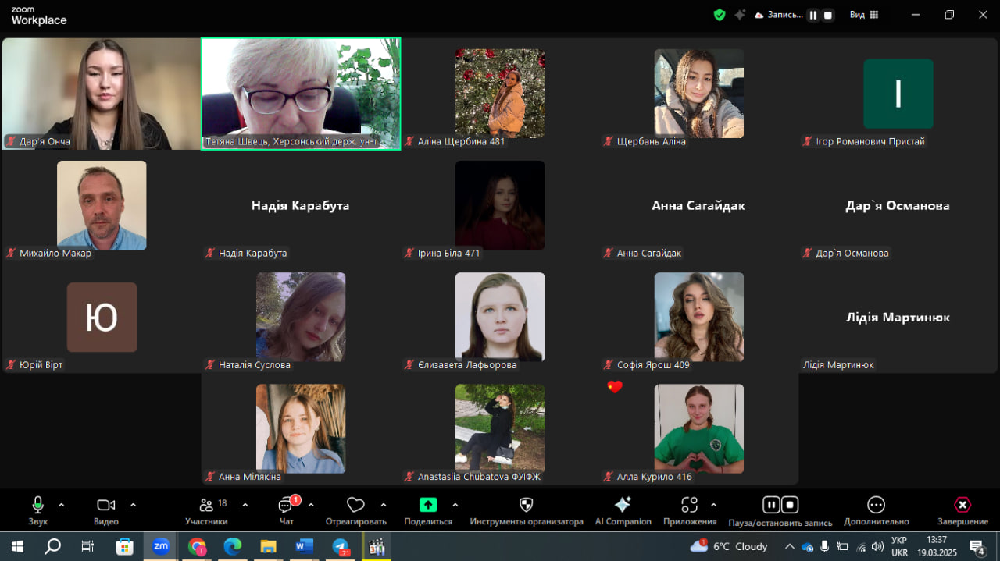 zoom
Workplace
Запись...
Вид
Дар'я Онча
Тетяна Швець, Херсонський держ. ун-т
Аліна Щербина 481
Щербань Аліна
І
Ігор Романович Пристай
Михайло Макар
Надія Карабута
Надія Карабута
Ірина Біла 471
Анна Сагайдак
Анна Сагайдак
Дар`я Османова
Дар`я Османова
Ю
Юрій Вірт
Наталія Суслова
Єлизавета Лафьорова
Софія Ярош 409
Лідія Мартинюк
Лідія Мартинюк
Анна Мілякіна
Anastasiia Chubatova ФУІФЖ
Алла Курило 416
Звук
Видео
18
Участники
1
Чат
Отреагировать
Поделиться
Инструменты организатора
AI Companion
Приложения
Пауза/остановить запись
Дополнительно
Завершение
zm
T
W
71
1
6°C Cloudy
УКР
UKR
13:37
19.03.2025
4